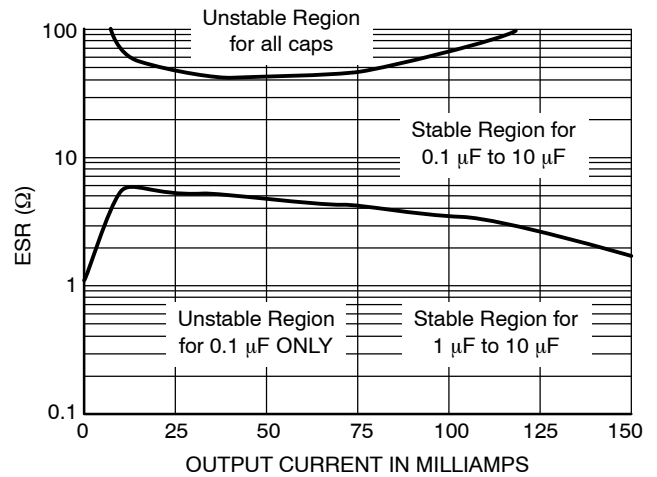 Unstable Region
for all caps
100
Stable Region for
0.1 μF to 10 μF
10
ESR (Ω)
1
Unstable Region
for 0.1 μF ONLY
Stable Region for
1 μF to 10 μF
0.1
0 25 50 75 100 125 150
OUTPUT CURRENT IN MILLIAMPS